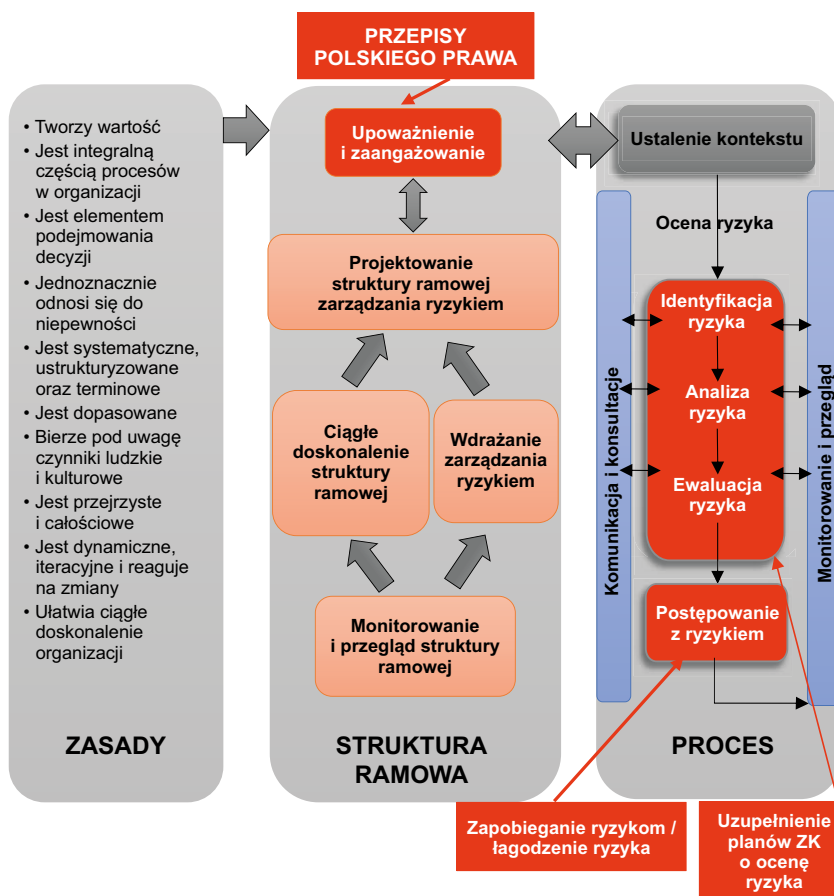 PRZEPISY
POLSKIEGO PRAWA
• Tworzy wartość
• Jest integralną
częścią procesów
w organizacji
• Jest elementem
podejmowania
decyzji
• Jednoznacznie
odnosi się do
niepewności
• Jest systematyczne,
ustrukturyzowane
oraz terminowe
• Jest dopasowane
• Bierze pod uwagę
czynniki ludzkie
i kulturowe
• Jest przejrzyste
i całościowe
• Jest dynamiczne,
iteracyjne i reaguje
na zmiany
• Ułatwia ciągłe
doskonalenie
organizacji
ZASADY
Upoważnienie
i zaangażowanie
Projektowanie
struktury ramowej
zarządzania ryzykiem
Ciągłe
doskonalenie
struktury
ramowej
Wdrażanie
zarządzania
ryzykiem
Monitorowanie
i przegląd struktury
ramowej
STRUKTURA
RAMOWA
Ustalenie kontekstu
Ocena ryzyka
Komunikacja i konsultacje
Identyfikacja
ryzyka
Analiza
ryzyka
Ewaluacja
ryzyka
Monitorowanie i przegląd
Postępowanie
z ryzykiem
PROCES
Zapobieganie ryzykom /
łagodzenie ryzyka
Uzupełnienie
planów ZK
o ocenę
ryzyka